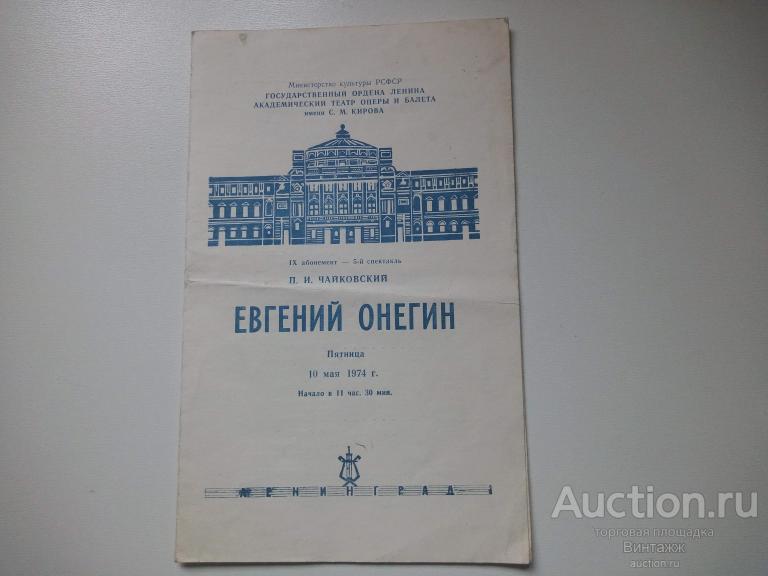 Министерство культуры РСФСР
ГОСУДАРСТВЕННЫЙ ОРДЕНА ЛЕНИНА
АКАДЕМИЧЕСКИЙ ТЕАТР ОПЕРЫ И БАЛЕТА
имени С. М. КИРОВА
IX абонемент — 5-й спектакль
П. И. ЧАЙКОВСКИЙ
ЕВГЕНИЙ ОНЕГИН
Пятница
10 мая 1974 г.
Начало в 11 час. 30 мин.
ЛЕНИНГРАД
Auction.ru
торговая площадка
Винтажж
auction.ru